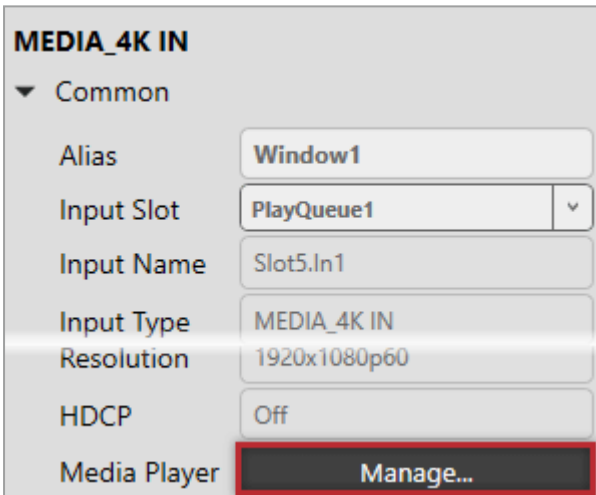 MEDIA_4K IN
Common
Alias Window1
Input Slot PlayQueue1
Input Name Slot5.In1
Input Type MEDIA_4K IN
Resolution 1920x1080p60
HDCP Off
Media Player Manage...